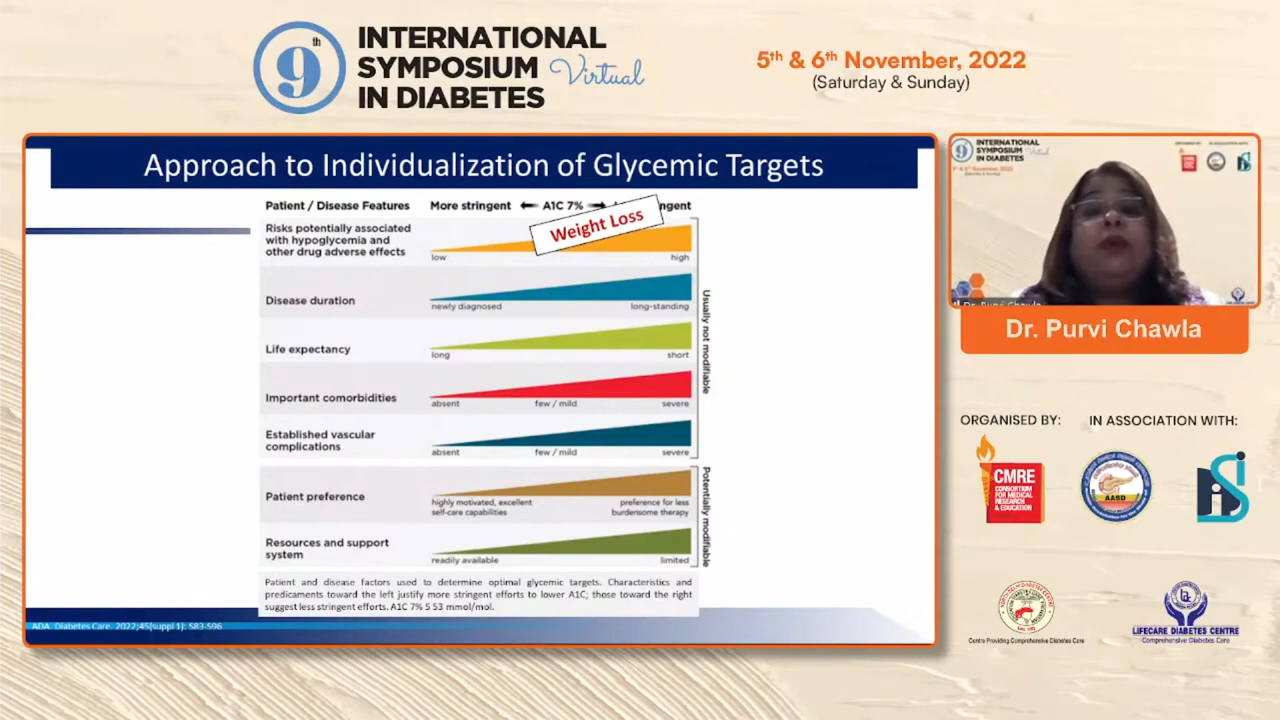 9th
INTERNATIONAL
SYMPOSIUM Virtual
IN DIABETES
5th & 6th November, 2022
(Saturday & Sunday)
Approach to Individualization of Glycemic Targets
Patient / Disease Features
More stringent
A1C 7%
Weight Loss
Risks potentially associated
with hypoglycemia and
other drug adverse effects
low
high
Disease duration
newly diagnosed
long-standing
Life expectancy
long
short
Important comorbidities
absent
few / mild
severe
Established vascular
complications
absent
few / mild
severe
Usually not modifiable
Patient preference
highly motivated, excellent
self-care capabilities
preference for less
burdensome therapy
Resources and support
system
readily available
limited
Potentially modifiable
Patient and disease factors used to determine optimal glycemic targets. Characteristics and
predicaments toward the left justify more stringent efforts to lower A1C; those toward the right
suggest less stringent efforts. A1C 7% 5 53 mmol/mol.
ADA. Diabetes Care. 2022;45(suppl 1): S83-S96
9
INTERNATIONAL
SYMPOSIUM Virtual
IN DIABETES
Dr. Purvi Chawla
Dr. Purvi Chawla
ORGANISED BY:
IN ASSOCIATION WITH:
CMRE
CONSORTIUM
FOR MEDICAL
RESEARCH
& EDUCATION
AASD
Centre Providing Comprehensive Diabetes Care
LIFECARE DIABETES CENTRE
Comprehensive Diabetes Care